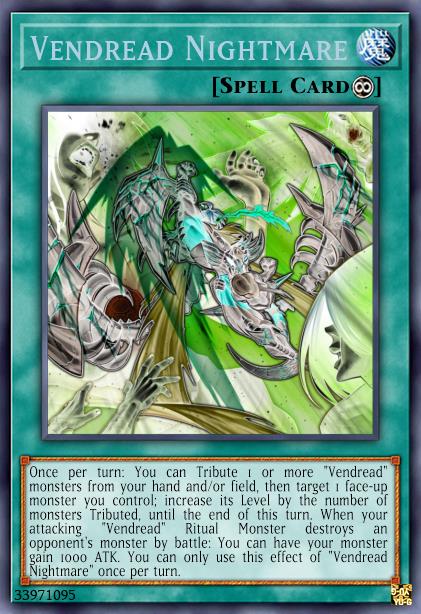 Vendread Nightmare
[Spell Card]
Once per turn: You can Tribute 1 or more "Vendread"
monsters from your hand and/or field, then target 1 face-up
monster you control; increase its Level by the number of
monsters Tributed, until the end of this turn. When your
attacking "Vendread" Ritual Monster destroys an
opponent's monster by battle: You can have your monster
gain 1000 ATK. You can only use this effect of "Vendread
Nightmare" once per turn.
33971095